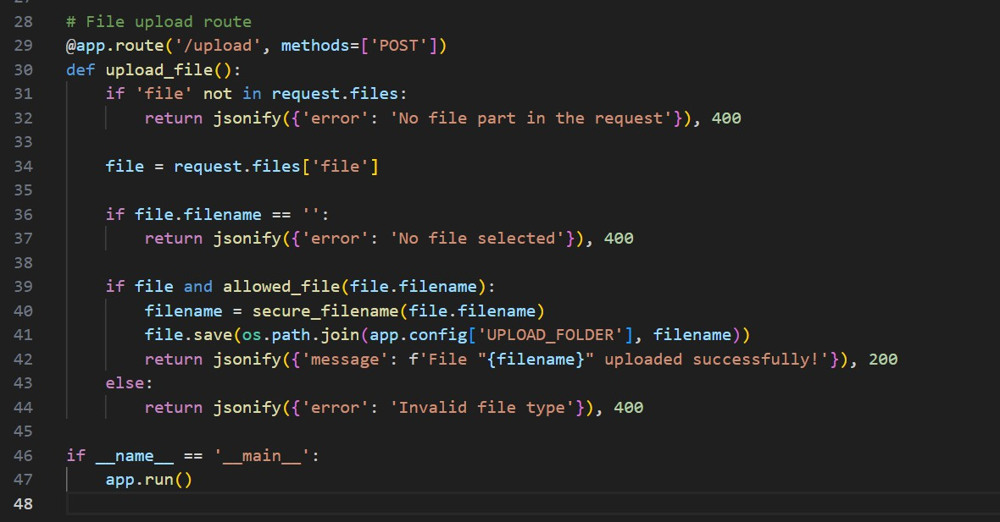 28 # File upload route
29 @app.route('/upload', methods=['POST'])
30 def upload_file():
31     if 'file' not in request.files:
32         return jsonify({'error': 'No file part in the request'}), 400
33
34     file = request.files['file']
35
36     if file.filename == '':
37         return jsonify({'error': 'No file selected'}), 400
38
39     if file and allowed_file(file.filename):
40         filename = secure_filename(file.filename)
41         file.save(os.path.join(app.config['UPLOAD_FOLDER'], filename))
42         return jsonify({'message': f'File "{filename}" uploaded successfully!'}), 200
43     else:
44         return jsonify({'error': 'Invalid file type'}), 400
45
46 if __name__ == '__main__':
47     app.run()
48